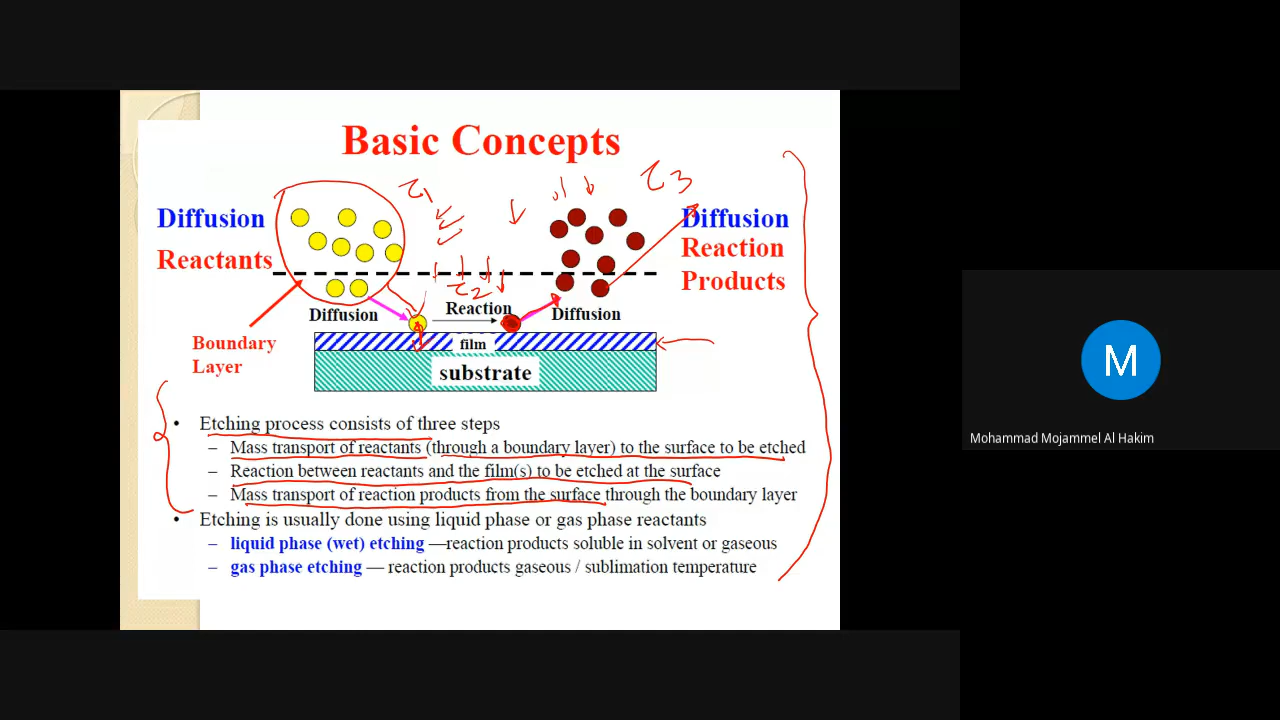 Basic Concepts
τ1
τ3
Diffusion
Diffusion
Reactants
Reaction
Products
τ2
Diffusion
Reaction
Diffusion
film
Boundary
Layer
substrate
• Etching process consists of three steps
– Mass transport of reactants (through a boundary layer) to the surface to be etched
– Reaction between reactants and the film(s) to be etched at the surface
– Mass transport of reaction products from the surface through the boundary layer
• Etching is usually done using liquid phase or gas phase reactants
– liquid phase (wet) etching —reaction products soluble in solvent or gaseous
– gas phase etching — reaction products gaseous / sublimation temperature
M
Mohammad Mojammel Al Hakim